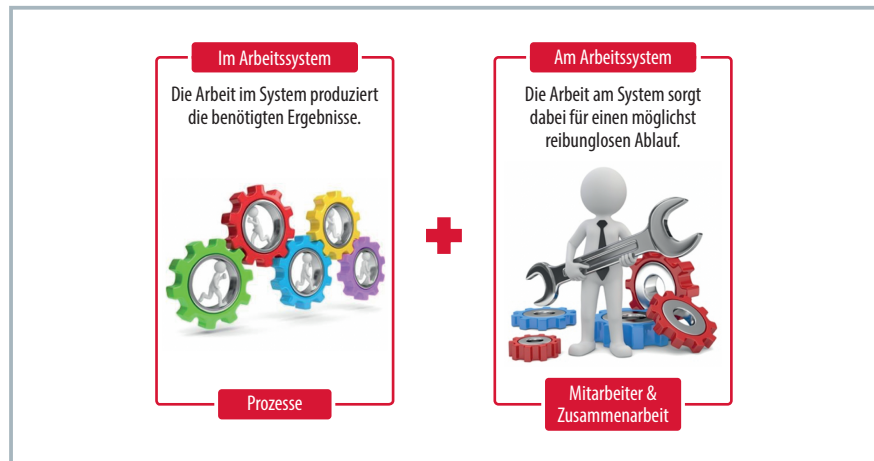 Im Arbeitssystem
Die Arbeit im System produziert
die benötigten Ergebnisse.
Prozesse
Am Arbeitssystem
Die Arbeit am System sorgt
dabei für einen möglichst
reibunglosen Ablauf.
Mitarbeiter &
Zusammenarbeit